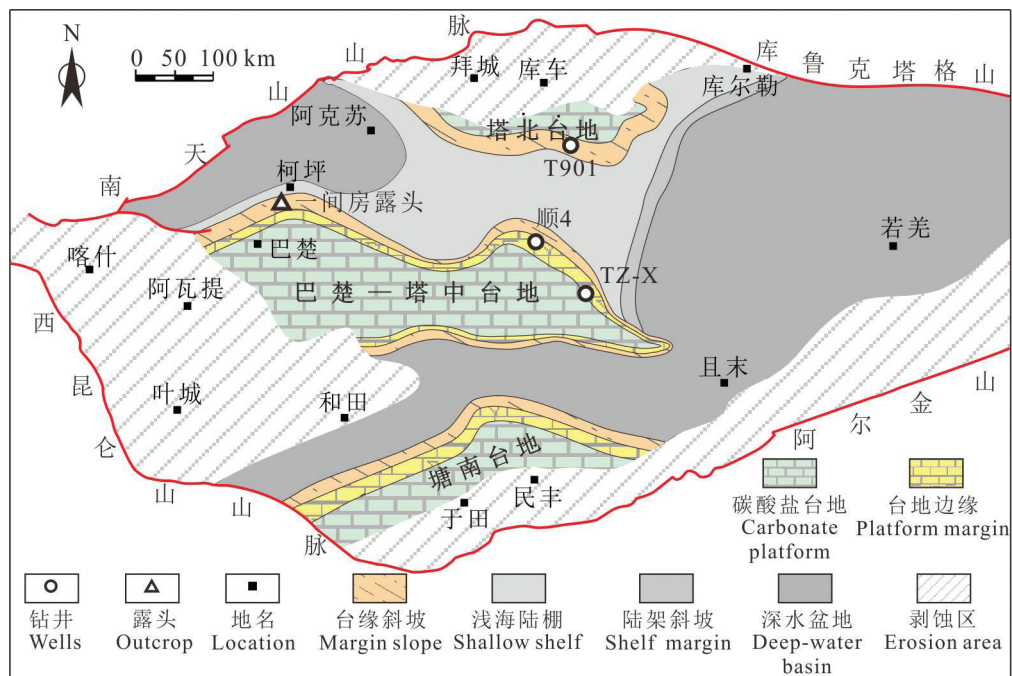 N
0 50 100 km
南
天
山
山
脉
库
鲁
克
塔
格
山
拜城
库车
库尔勒
阿克苏
塔北台地
T901
柯坪
一间房露头
顺4
若羌
喀什
巴楚
TZ-X
阿瓦提
巴楚—塔中台地
西
昆
仑
山
山
脉
叶城
和田
且末
阿
尔
金
山
塘南台地
民丰
于田
碳酸盐台地
Carbonate
platform
台地边缘
Platform margin
钻井
Wells
露头
Outcrop
地名
Location
台缘斜坡
Margin slope
浅海陆棚
Shallow shelf
陆架斜坡
Shelf margin
深水盆地
Deep-water
basin
剥蚀区
Erosion area